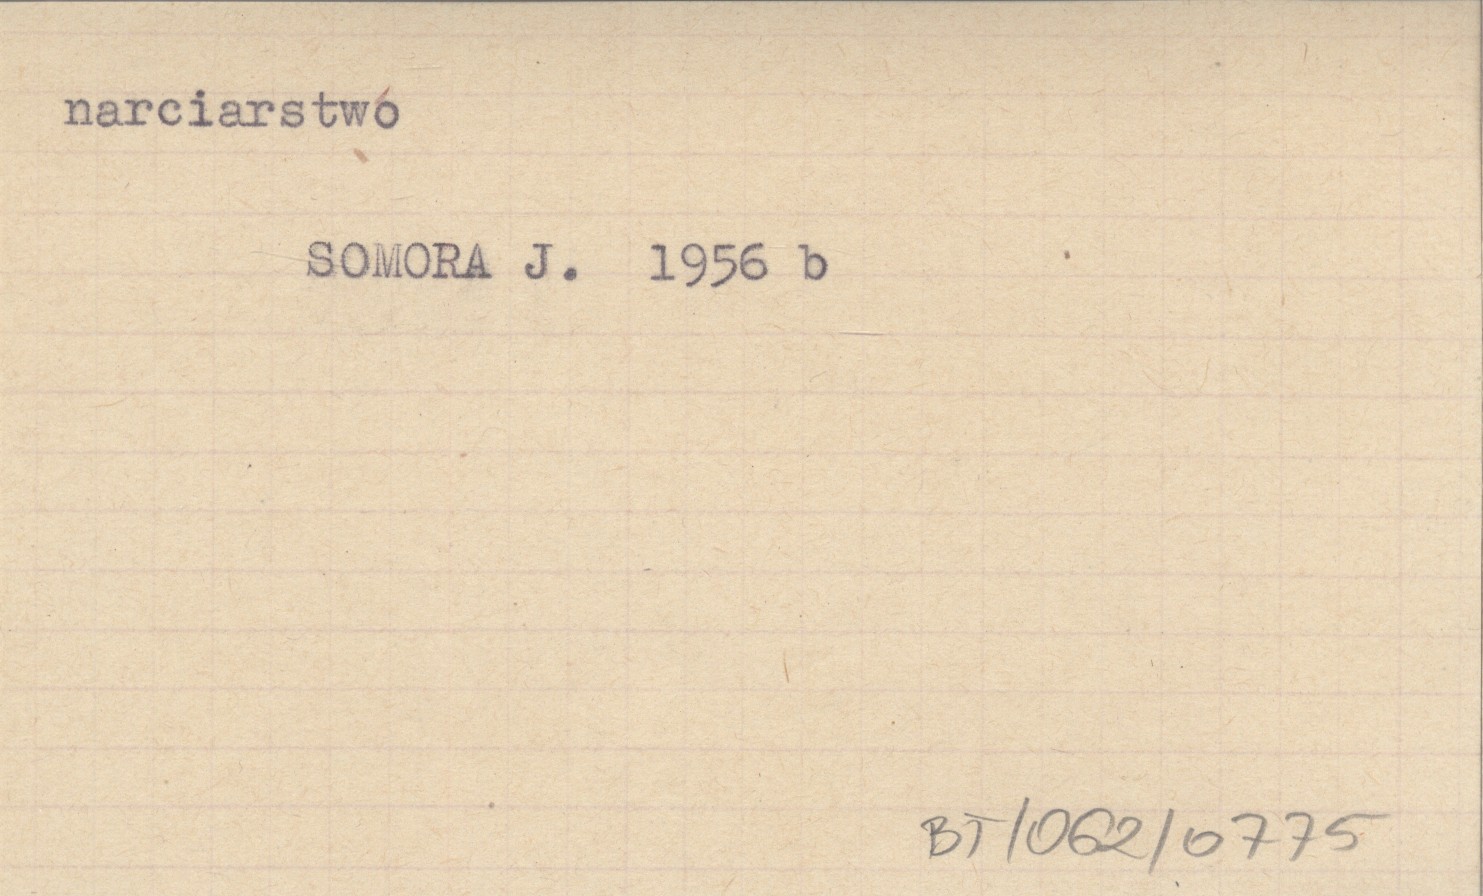 narciarstwo
SOMORA J. 1956 b
BT/062/0775